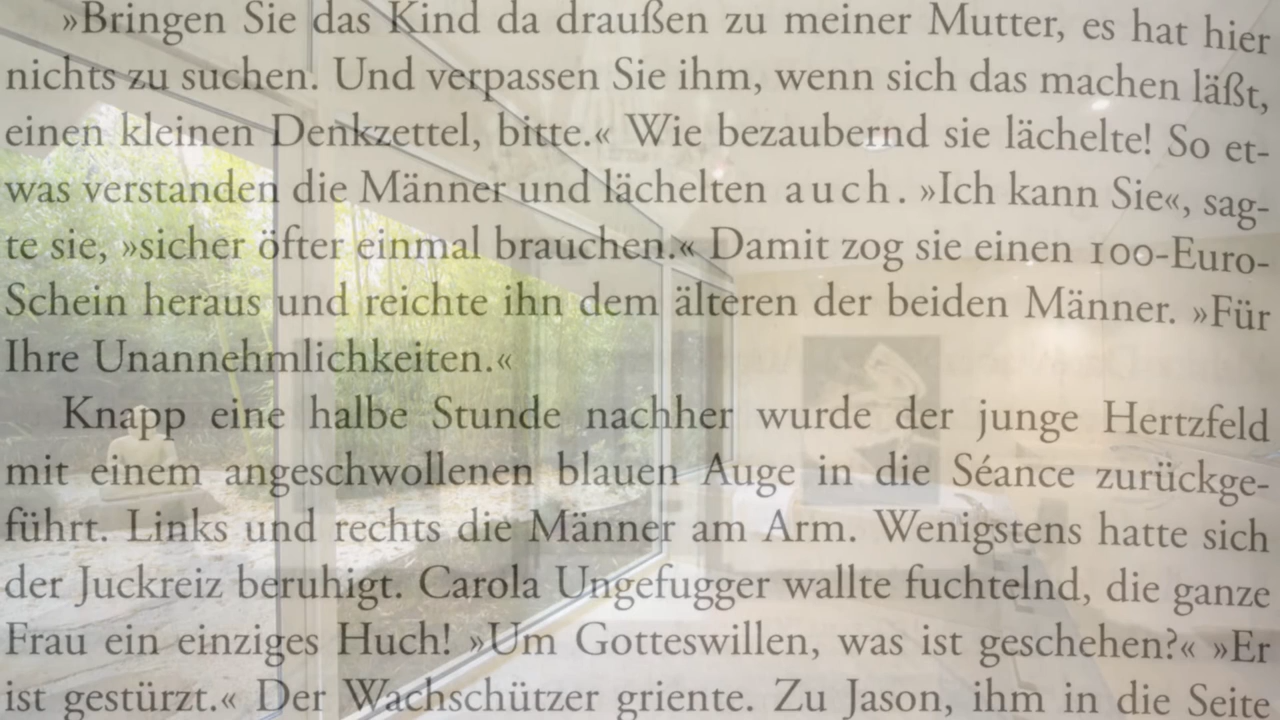 »Bringen Sie das Kind da draußen zu meiner Mutter, es hat hier
nichts zu suchen. Und verpassen Sie ihm, wenn sich das machen läßt,
einen kleinen Denkzettel, bitte.« Wie bezaubernd sie lächelte! So et-
was verstanden die Männer und lächelten auch. »Ich kann Sie«, sag-
te sie, »sicher öfter einmal brauchen.« Damit zog sie einen 100-Euro-
Schein heraus und reichte ihn dem älteren der beiden Männer. »Für
Ihre Unannehmlichkeiten.«
Knapp eine halbe Stunde nachher wurde der junge Hertzfeld
mit einem angeschwollenen blauen Auge in die Séance zurückge-
führt. Links und rechts die Männer am Arm. Wenigstens hatte sich
der Juckreiz beruhigt. Carola Ungefugger wallte fuchtelnd, die ganze
Frau ein einziges Huch! »Um Gotteswillen, was ist geschehen?« »Er
ist gestürzt.« Der Wachschützer griente. Zu Jason, ihm in die Seite